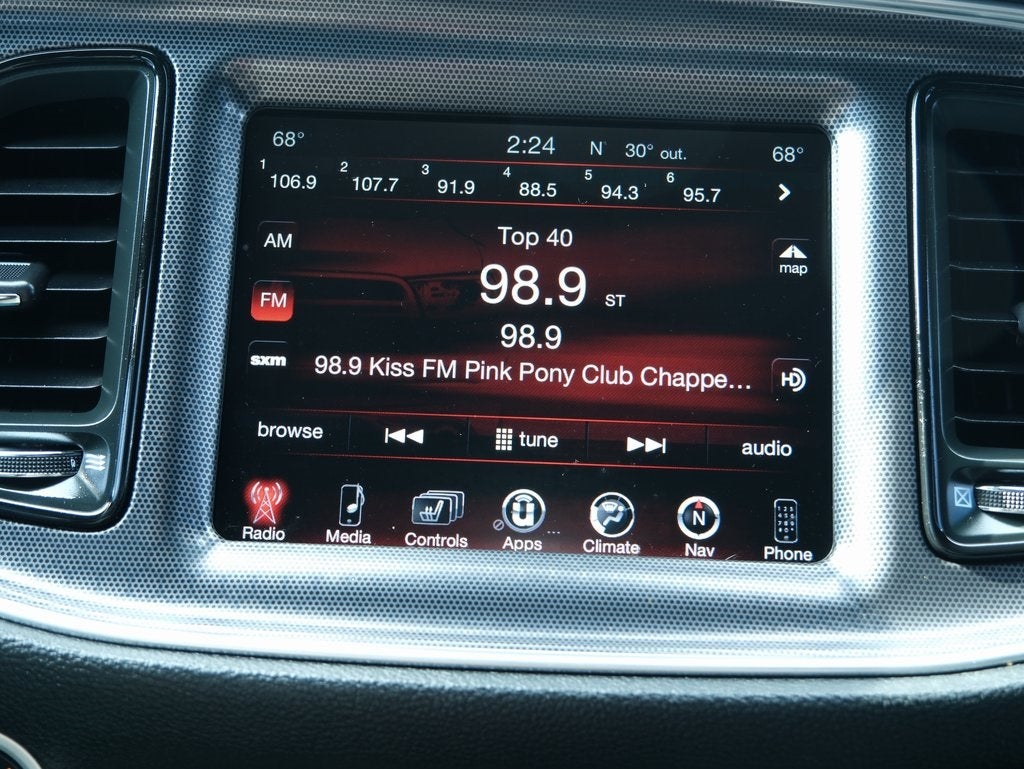 68° 2:24 N 30° out. 68°
1 106.9 2 107.7 3 91.9 4 88.5 5 94.3 6 95.7
AM
Top 40
map
98.9 ST
FM
98.9
sxm
98.9 Kiss FM Pink Pony Club Chappe...
HD
browse tune audio
Radio Media Controls Apps Climate Nav Phone
N